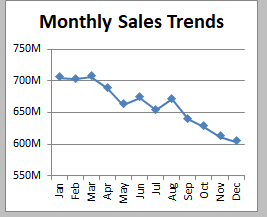 Monthly Sales Trends
750M
700M
650M
600M
550M
Jan Feb Mar Apr May Jun Jul Aug Sep Oct Nov Dec